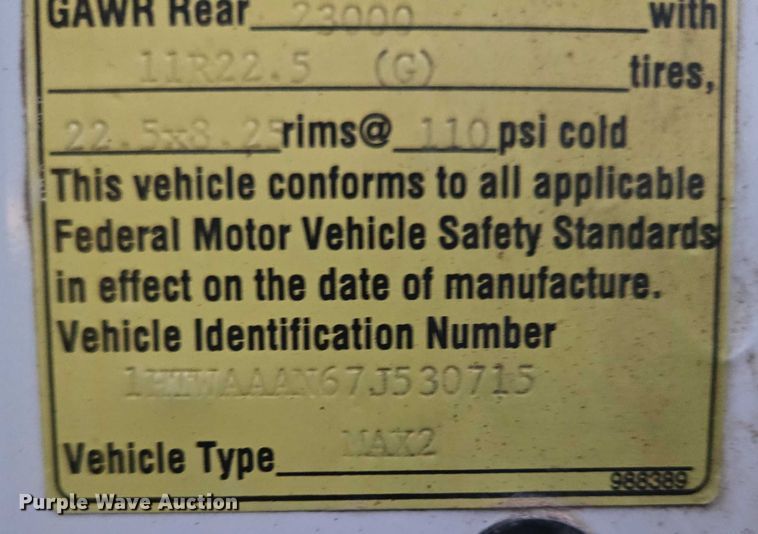 GAWR Rear 23000 with
11R22.5 (G) tires,
22.5x8.25 rims@ 110 psi cold
This vehicle conforms to all applicable
Federal Motor Vehicle Safety Standards
in effect on the date of manufacture.
Vehicle Identification Number
1HTWAAAN67J530715
Vehicle Type MAX2
988389
Purple Wave Auction